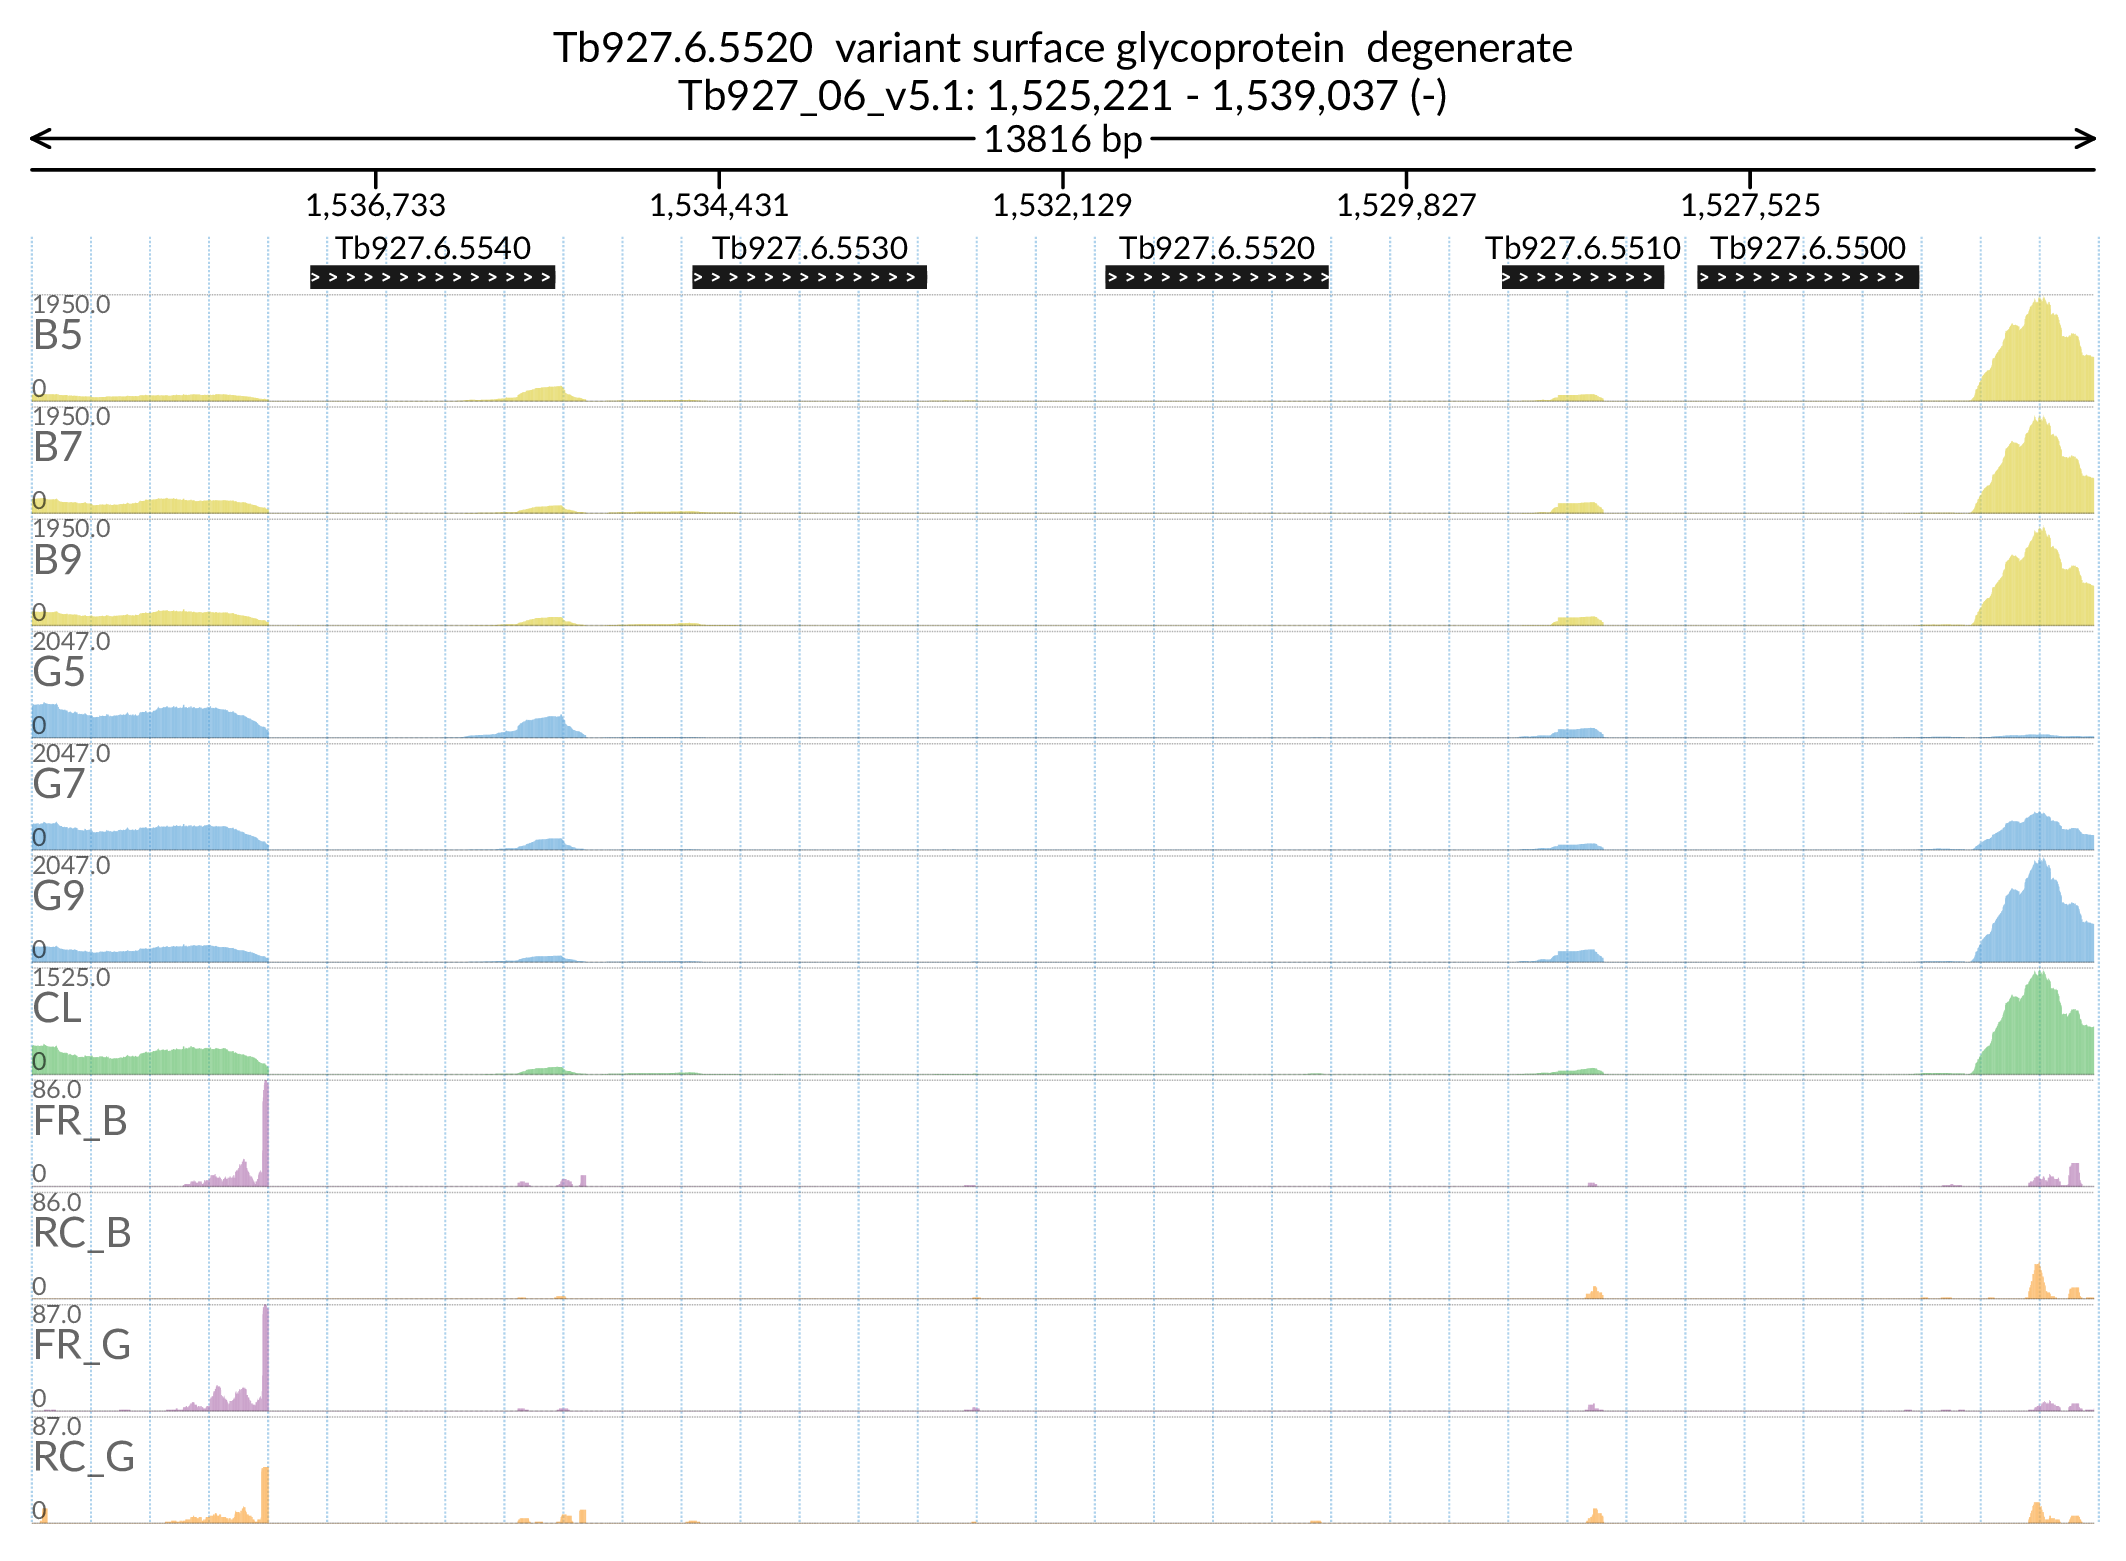 Tb927.6.5520  variant surface glycoprotein  degenerate
Tb927_06_v5.1: 1,525,221 - 1,539,037 (-)
13816 bp
1,536,733 1,534,431 1,532,129 1,529,827 1,527,525
Tb927.6.5540 Tb927.6.5530 Tb927.6.5520 Tb927.6.5510 Tb927.6.5500
1950.0
B5
0
1950.0
B7
0
1950.0
B9
0
2047.0
G5
0
2047.0
G7
0
2047.0
G9
0
1525.0
CL
0
86.0
FR_B
0
86.0
RC_B
0
87.0
FR_G
0
87.0
RC_G
0